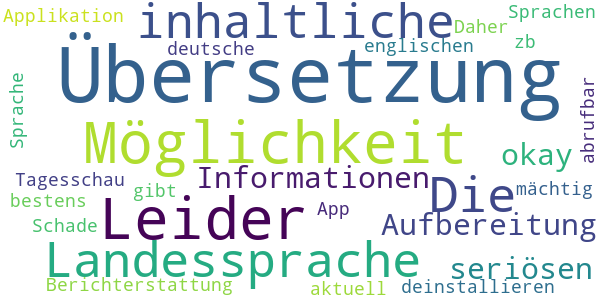 Applikation
inhaltliche
Daher
Sprachen
deutsche
englischen
zb
Übersetzung
Sprache
abrufbar
Möglichkeit
okay
Tagesschau
gibt
Informationen
Die
mächtig
bestens
Schade
Leider
App
Aufbereitung
Landessprache
seriösen
Berichterstattung
aktuell
deinstallieren